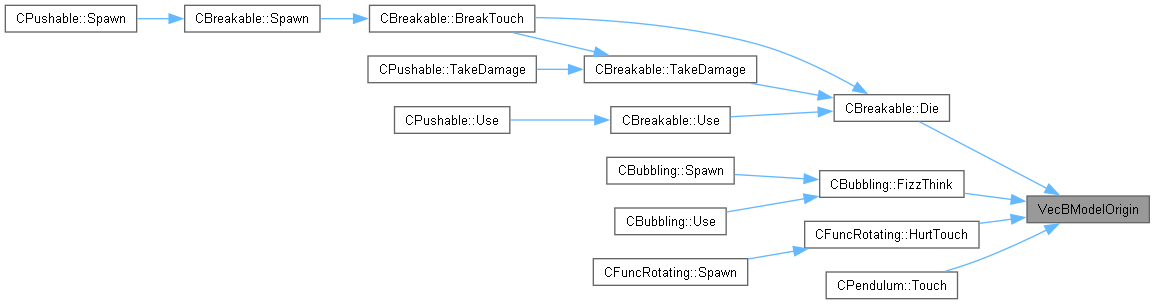 CPushable::Spawn
CBreakable::Spawn
CBreakable::BreakTouch
CPushable::TakeDamage
CBreakable::TakeDamage
CBreakable::Die
CPushable::Use
CBreakable::Use
CBubbling::Spawn
CBubbling::FizzThink
VecBModelOrigin
CBubbling::Use
CFuncRotating::HurtTouch
CFuncRotating::Spawn
CPendulum::Touch